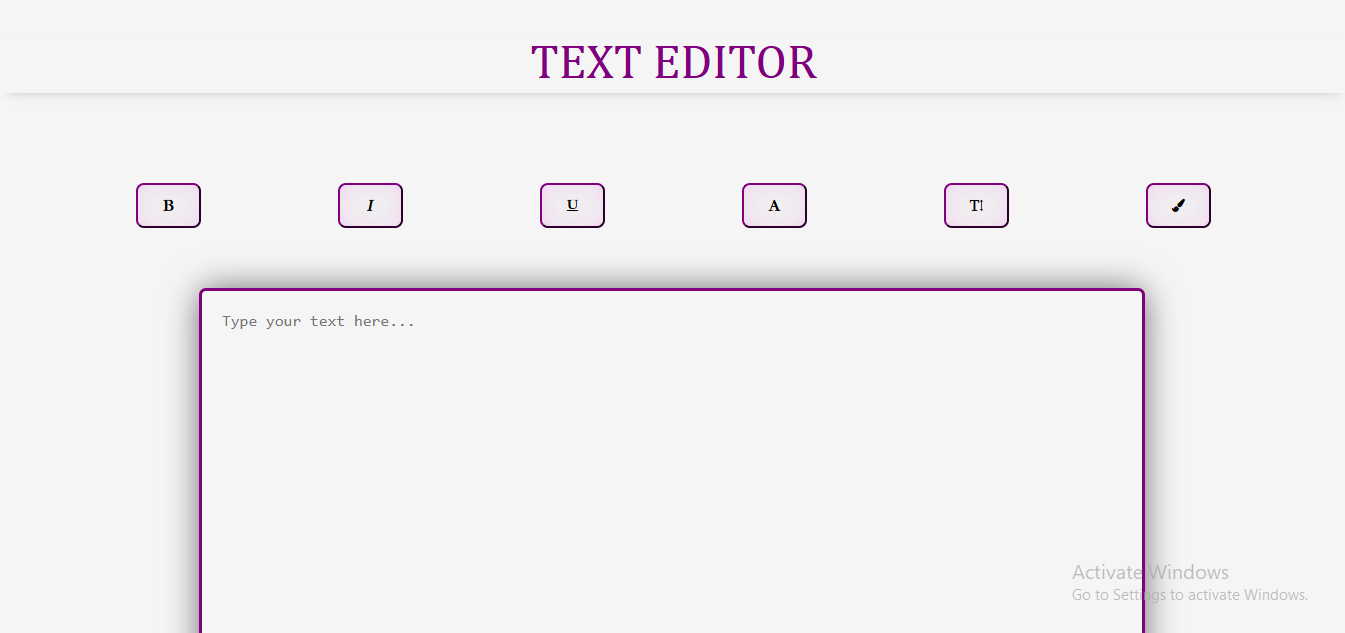 TEXT EDITOR
B I U A T
Type your text here...
Activate Windows
Go to Settings to activate Windows.